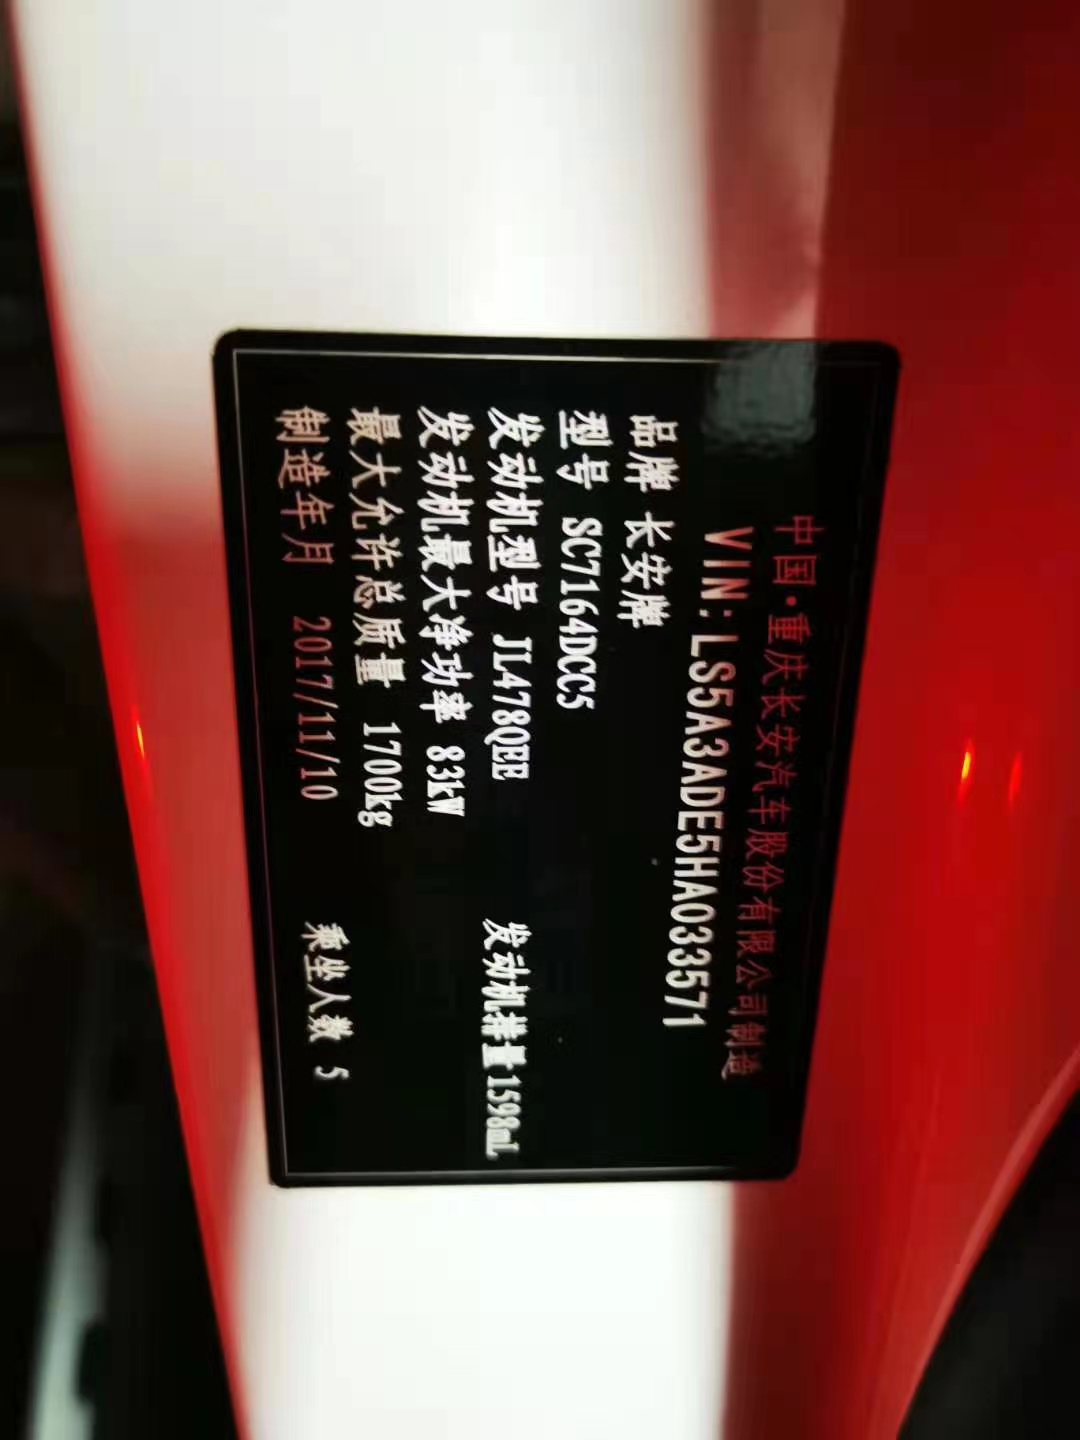 中国·重庆长安汽车股份有限公司制造
VIN:LS5A3ADE5HA033571
品牌 长安牌
型号 SC7164DCC5
发动机型号 JL478QEE 发动机排量1598mL
发动机最大净功率 83kW
最大允许总质量 1700kg
制造年月 2017/11/10 乘坐人数 5